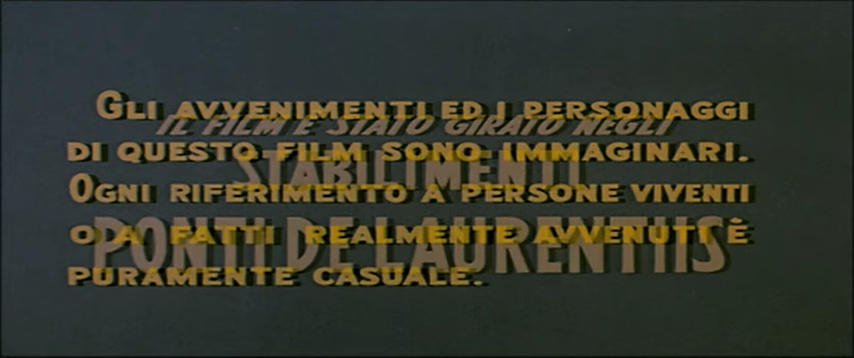 GLI AVVENIMENTI ED I PERSONAGGI
DI QUESTO FILM SONO IMMAGINARI.
OGNI RIFERIMENTO A PERSONE VIVENTI
O A FATTI REALMENTE AVVENUTI È
PURAMENTE CASUALE.
IL FILM È STATO GIRATO NEGLI
STABILIMENTI
PONTI DE LAURENTIIS